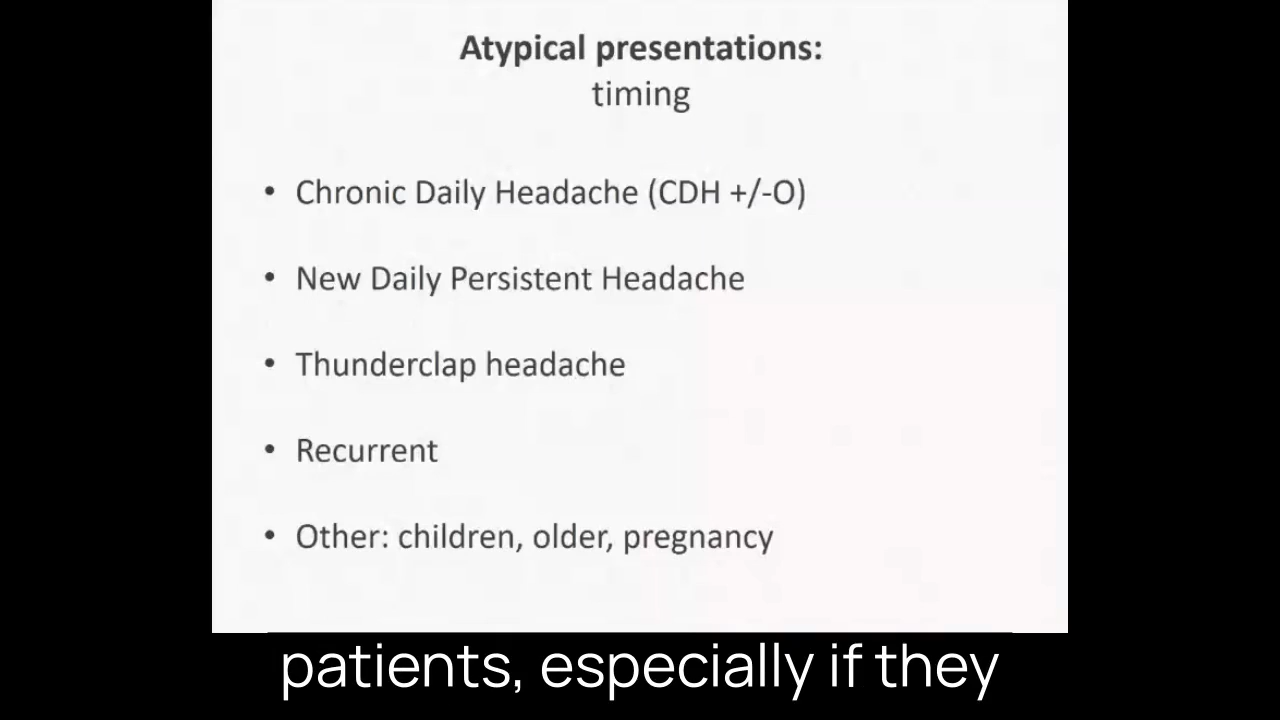 Atypical presentations:
timing
• Chronic Daily Headache (CDH +/-O)
• New Daily Persistent Headache
• Thunderclap headache
• Recurrent
• Other: children, older, pregnancy
patients, especially if they